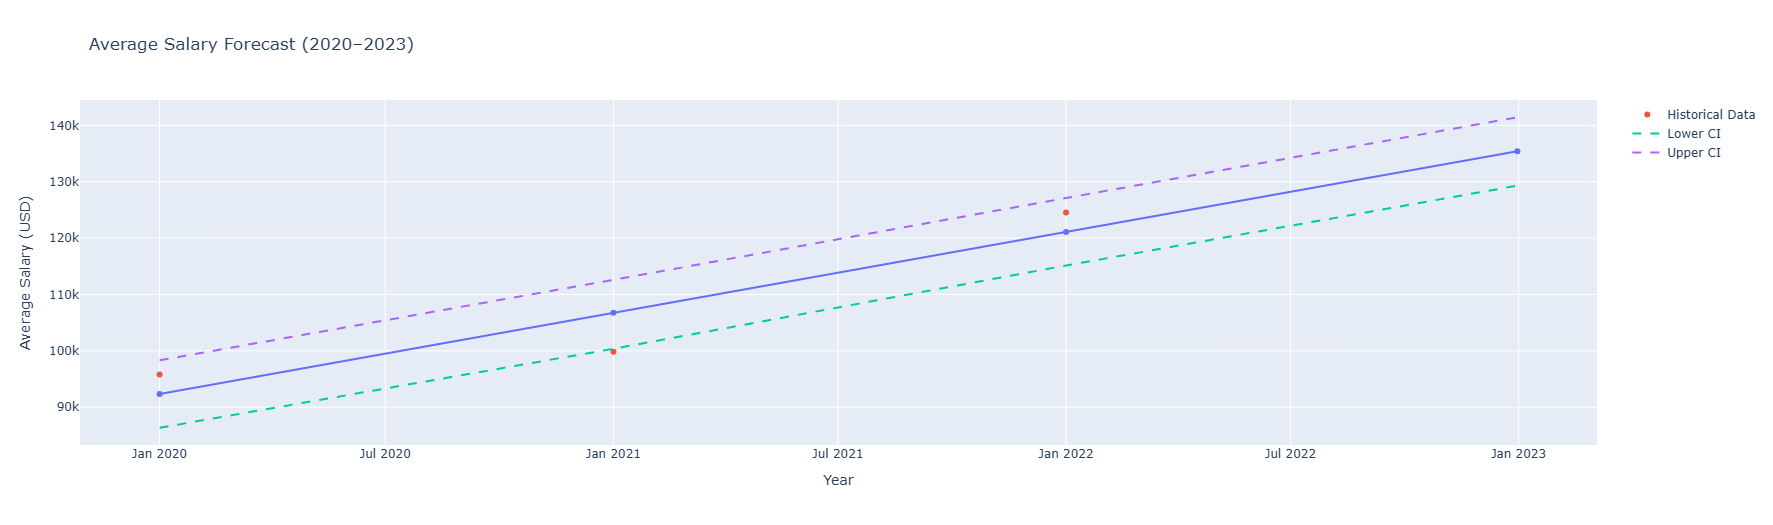 Average Salary Forecast (2020–2023)
140k
130k
120k
110k
100k
90k
Average Salary (USD)
Jan 2020
Jul 2020
Jan 2021
Jul 2021
Jan 2022
Jul 2022
Jan 2023
Year
Historical Data
Lower CI
Upper CI